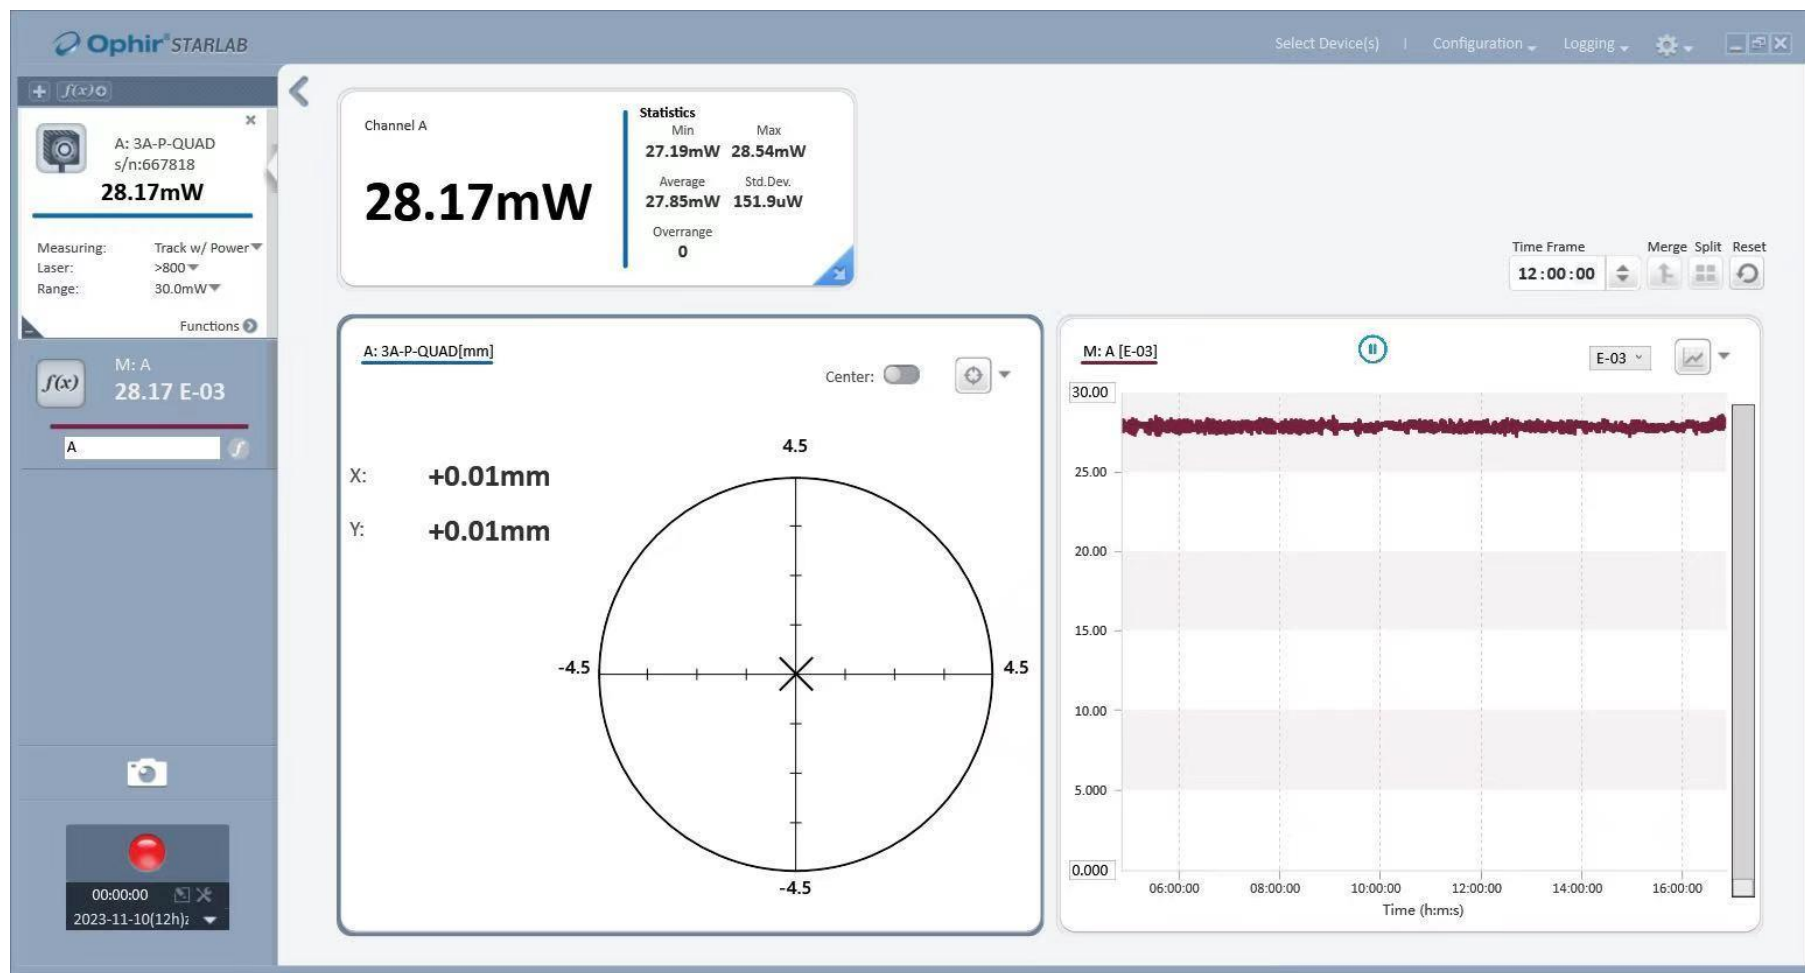 Ophir® STARLAB
Select Device(s) | Configuration Logging
f(x)
A: 3A-P-QUAD
s/n:667818
28.17mW
Measuring: Track w/ Power
Laser: >800
Range: 30.0mW
Functions
f(x)
M: A
28.17 E-03
A
f
00:00:00
2023-11-10(12h)
Channel A
28.17mW
Statistics
Min Max
27.19mW 28.54mW
Average Std.Dev.
27.85mW 151.9uW
Overrange
0
Time Frame Merge Split Reset
12:00:00
A: 3A-P-QUAD[mm]
Center:
X: +0.01mm
Y: +0.01mm
4.5
-4.5 4.5
-4.5
M: A [E-03]
E-03
30.00
25.00
20.00
15.00
10.00
5.000
0.000
06:00:00 08:00:00 10:00:00 12:00:00 14:00:00 16:00:00
Time (h:m:s)